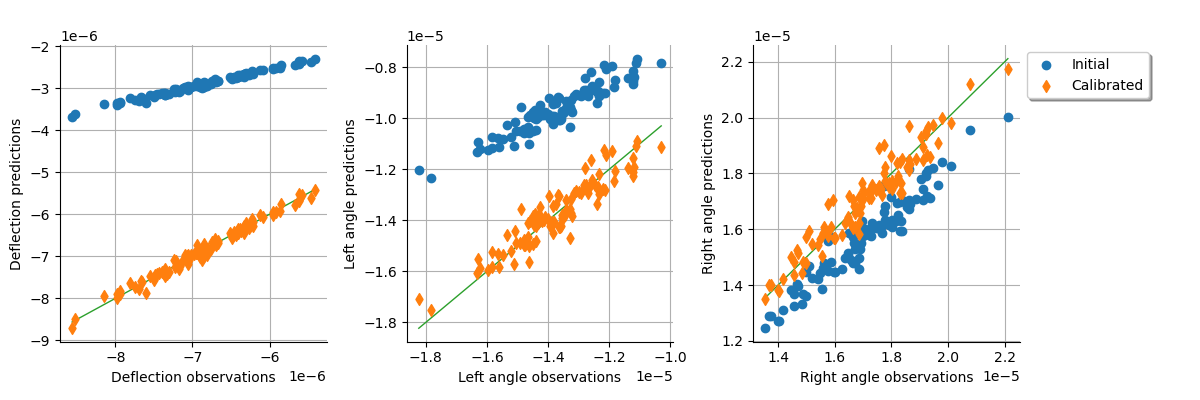 1e−6
−2
−3
−4
−5
−6
−7
−8
−9
−8
−7
−6
1e−6
Deflection observations
Deflection predictions
1e−5
−0.8
−1.0
−1.2
−1.4
−1.6
−1.8
−1.8
−1.6
−1.4
−1.2
−1.0
1e−5
Left angle observations
Left angle predictions
1e−5
2.2
2.0
1.8
1.6
1.4
1.2
1.4
1.6
1.8
2.0
2.2
1e−5
Right angle observations
Right angle predictions
Initial
Calibrated